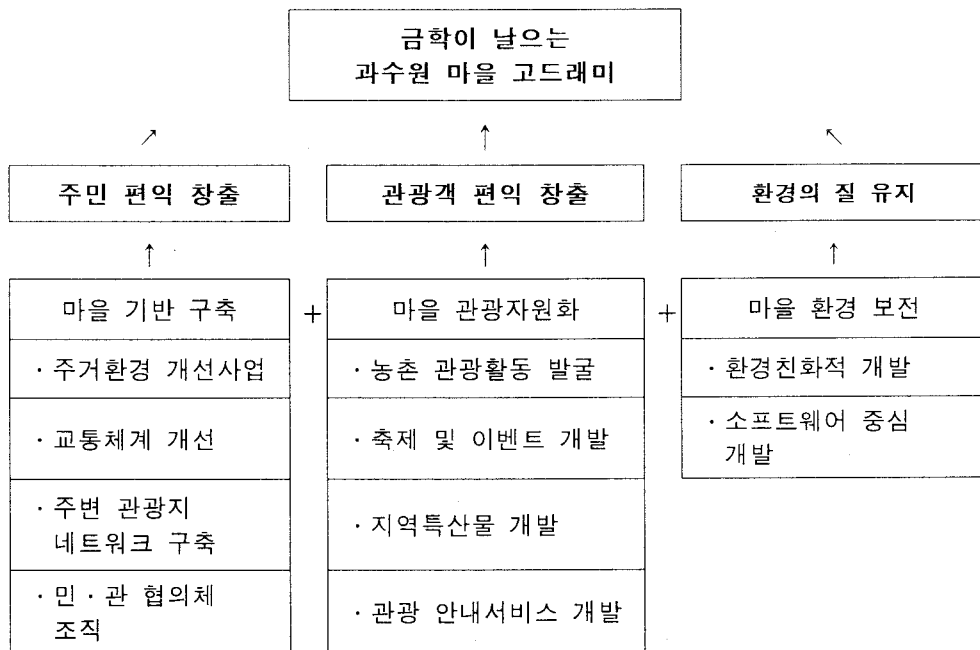 금학이 날으는
과수원 마을 고드래미
↗ ↑ ↖
주민 편익 창출
관광객 편익 창출
환경의 질 유지
↑ ↑ ↑
마을 기반 구축 + 마을 관광자원화 + 마을 환경 보전
· 주거환경 개선사업
· 교통체계 개선
· 주변 관광지
네트워크 구축
· 민 · 관 협의체
조직
· 농촌 관광활동 발굴
· 축제 및 이벤트 개발
· 지역특산물 개발
· 관광 안내서비스 개발
· 환경친화적 개발
· 소프트웨어 중심
개발